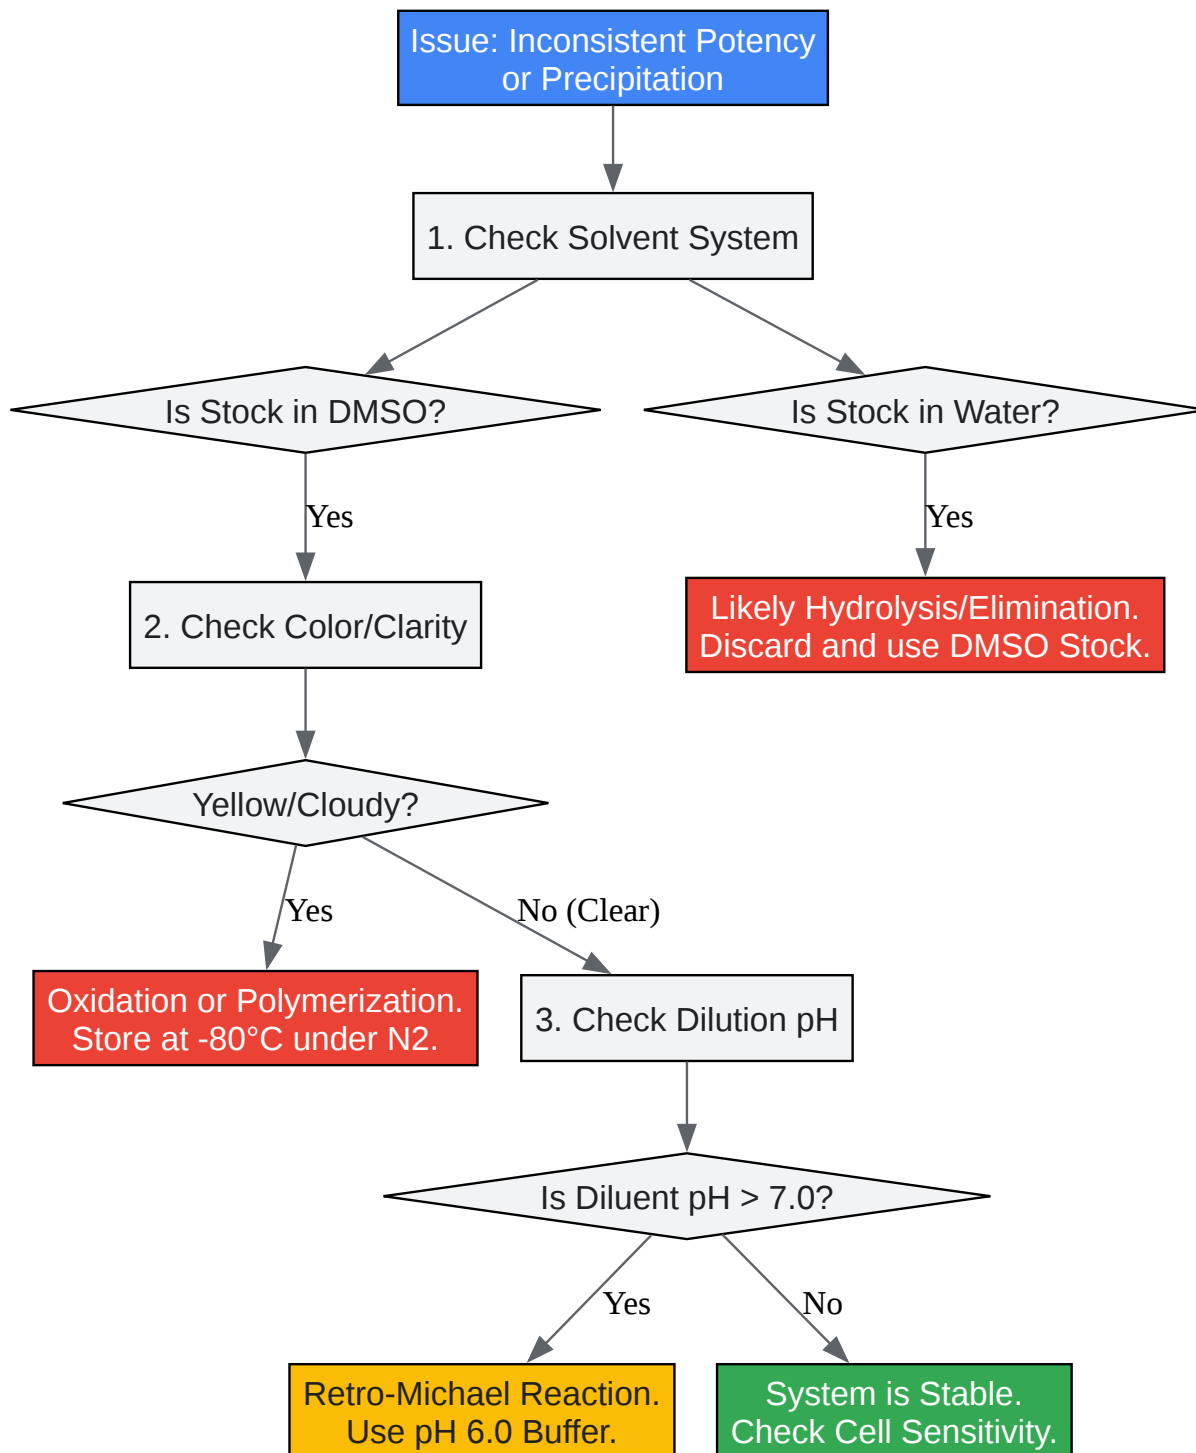 Issue: Inconsistent Potency
or Precipitation
1. Check Solvent System
Is Stock in DMSO?
Is Stock in Water?
Yes
Yes
2. Check Color/Clarity
Likely Hydrolysis/Elimination.
Discard and use DMSO Stock.
Yellow/Cloudy?
Yes
No (Clear)
Oxidation or Polymerization.
Store at -80°C under N2.
3. Check Dilution pH
Is Diluent pH > 7.0?
Yes
No
Retro-Michael Reaction.
Use pH 6.0 Buffer.
System is Stable.
Check Cell Sensitivity.